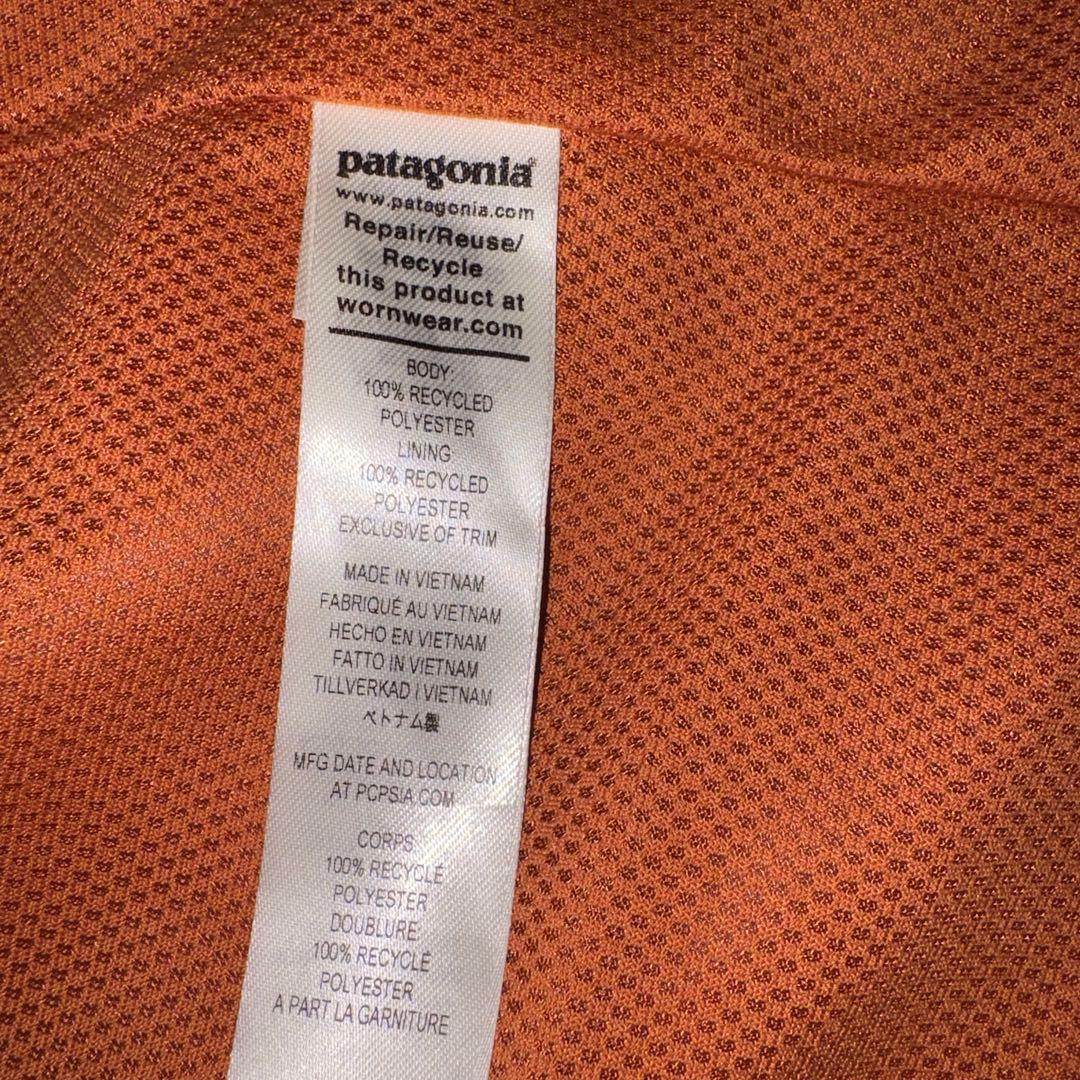 patagonia®
www.patagonia.com
Repair/Reuse/
Recycle
this product at
wornwear.com
BODY:
100% RECYCLED
POLYESTER
LINING:
100% RECYCLED
POLYESTER
EXCLUSIVE OF TRIM
MADE IN VIETNAM
FABRIQUÉ AU VIETNAM
HECHO EN VIETNAM
FATTO IN VIETNAM
TILLVERKAD I VIETNAM
ベトナム製
MFG DATE AND LOCATION
AT PCPSIA.COM
CORPS:
100% RECYCLÉ
POLYESTER
DOUBLURE:
100% RECYCLÉ
POLYESTER
A PART LA GARNITURE